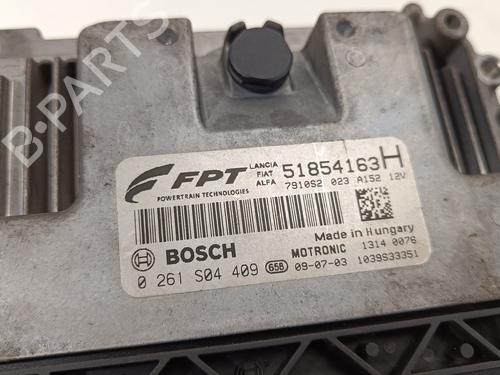 B-PARTS
FPT
POWERTRAIN TECHNOLOGIES
LANCIA
FIAT
ALFA
51854163H
7910S2 023 A152 12V
BOSCH
Made in Hungary
MOTRONIC
1314 0076
0 261 S04 409 65B 09-07-03 1039S33351